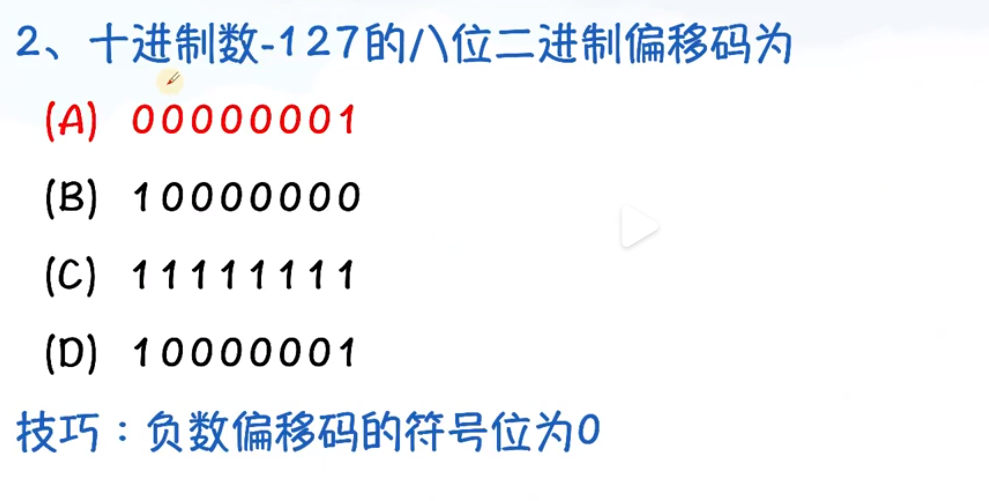 2、十进制数-127的八位二进制偏移码为
(A) 00000001
(B) 10000000
(C) 11111111
(D) 10000001
技巧：负数偏移码的符号位为0